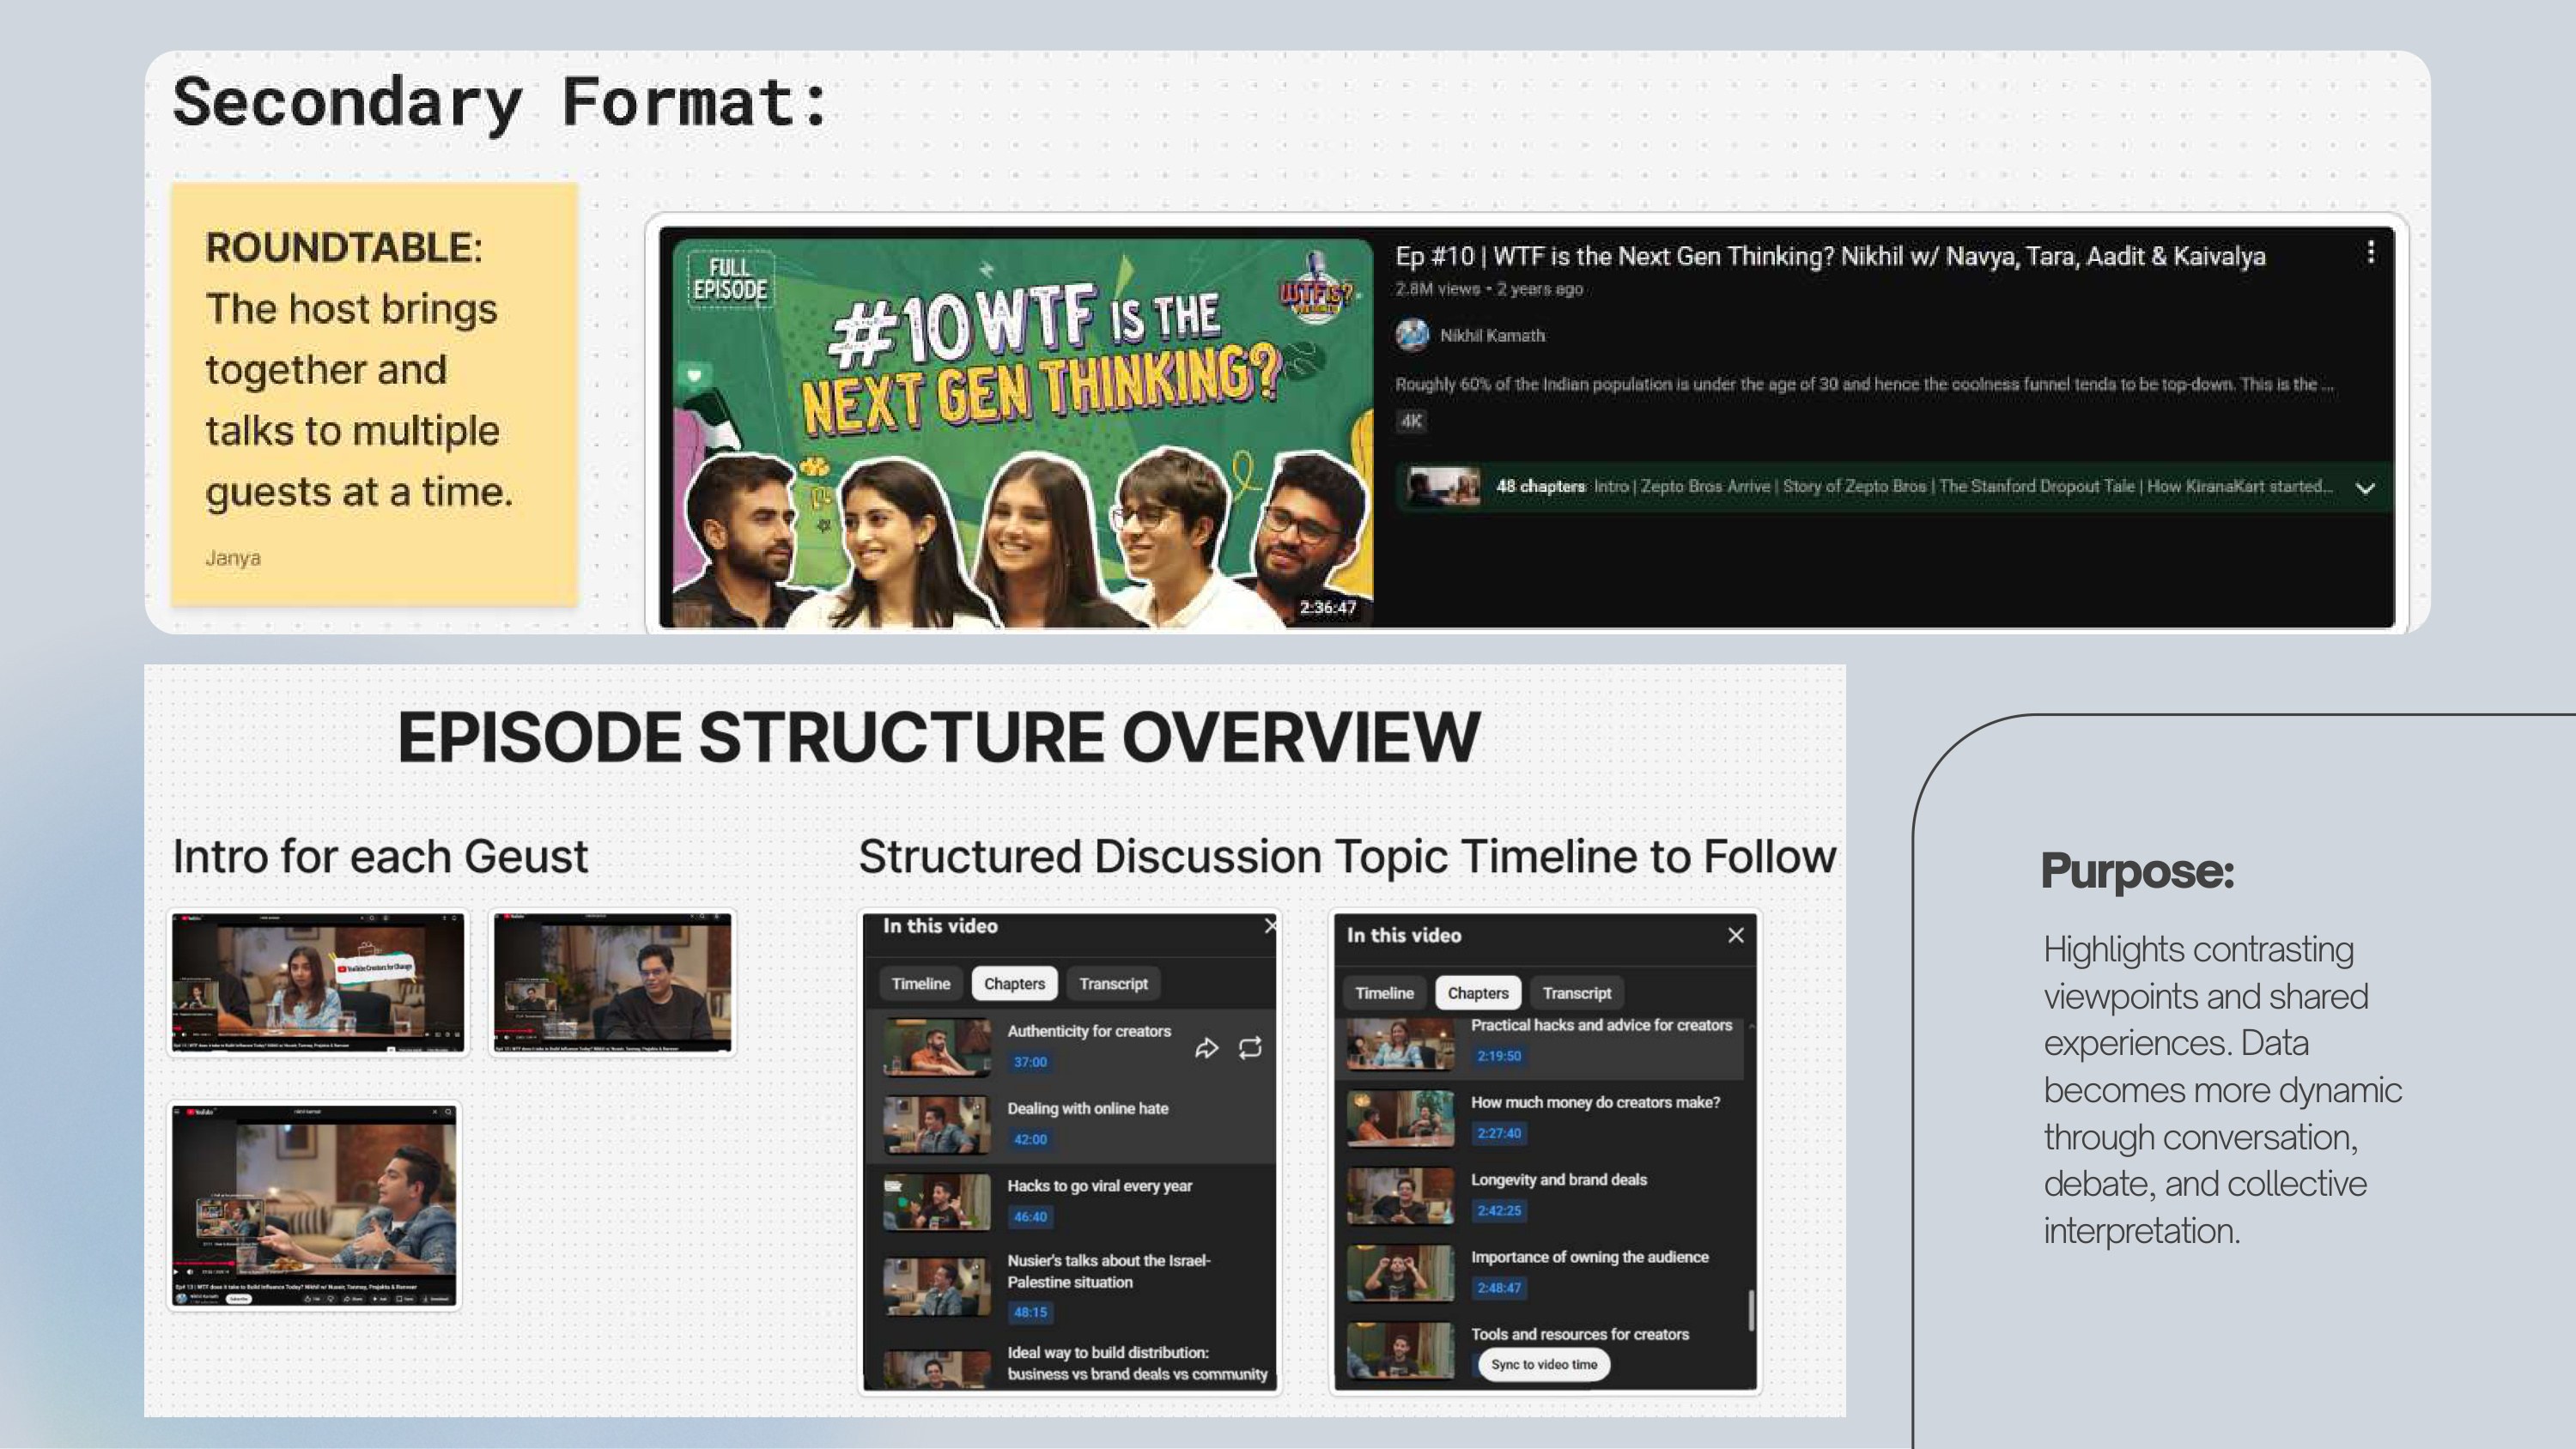 Secondary Format:
ROUNDTABLE:
The host brings
together and
talks to multiple
guests at a time.
Janya
FULL
EPISODE
#10 WTF IS THE
NEXT GEN THINKING?
WTF IS?
2:36:47
Ep #10 | WTF is the Next Gen Thinking? Nikhil w/ Navya, Tara, Aadit & Kaivalya
2.8M views • 2 years ago
Nikhil Kamath
Roughly 60% of the Indian population is under the age of 30 and hence the coolness funnel tends to be top-down. This is the ...
4K
48 chapters Intro | Zepto Bros Arrive | Story of Zepto Bros | The Stanford Dropout Tale | How KiranaKart started...
EPISODE STRUCTURE OVERVIEW
Intro for each Geust
YouTube Creators for Change
Structured Discussion Topic Timeline to Follow
In this video
Timeline
Chapters
Transcript
Authenticity for creators
37:00
Dealing with online hate
42:00
Hacks to go viral every year
46:40
Nusier's talks about the Israel-
Palestine situation
48:15
Ideal way to build distribution:
business vs brand deals vs community
In this video
Timeline
Chapters
Transcript
Practical hacks and advice for creators
2:19:50
How much money do creators make?
2:27:40
Longevity and brand deals
2:42:25
Importance of owning the audience
2:48:47
Tools and resources for creators
Sync to video time
Purpose:
Highlights contrasting
viewpoints and shared
experiences. Data
becomes more dynamic
through conversation,
debate, and collective
interpretation.